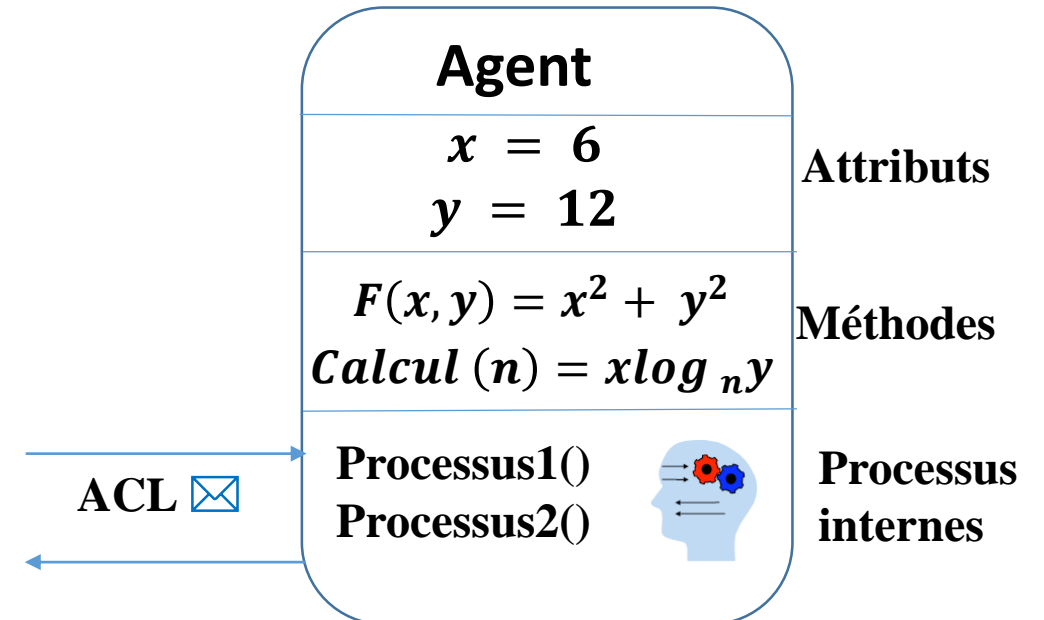 Agent
x = 6
y = 12
Attributs
F(x, y) = x² + y²
Calcul (n) = xlog ₙy
Méthodes
Processus1()
Processus2()
Processus
internes
ACL